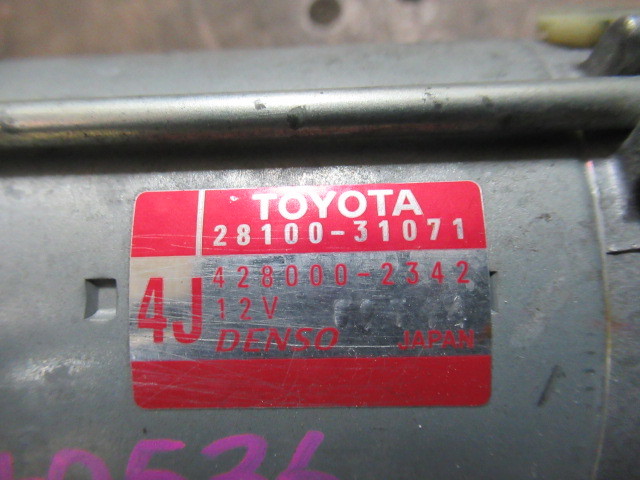 TOYOTA
28100-31071
4J
428000-2342
12V
DENSO JAPAN